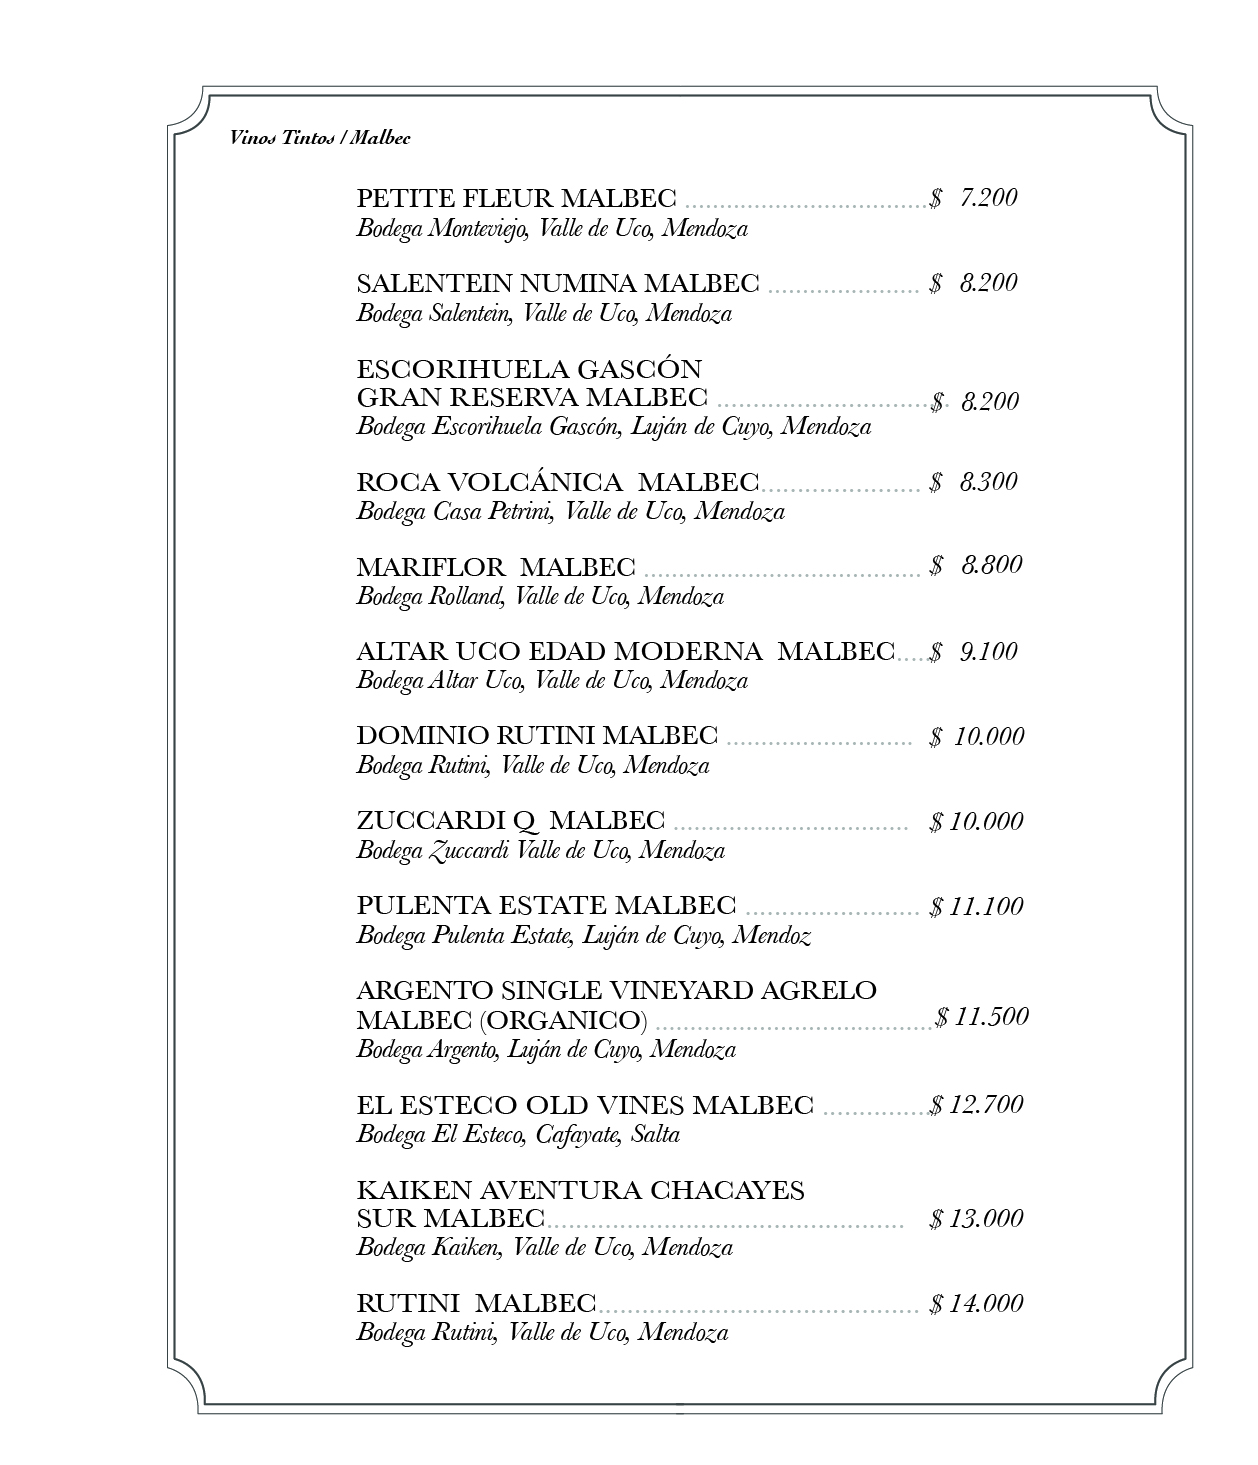 Vinos Tintos / Malbec
PETITE FLEUR MALBEC ........................... $ 7.200
Bodega Monteviejo, Valle de Uco, Mendoza
SALENTEIN NUMINA MALBEC ..................... $ 8.200
Bodega Salentein, Valle de Uco, Mendoza
ESCORIHUELA GASCÓN
GRAN RESERVA MALBEC .......................... $ 8.200
Bodega Escorihuela Gascón, Luján de Cuyo, Mendoza
ROCA VOLCÁNICA MALBEC...................... $ 8.300
Bodega Casa Petrini, Valle de Uco, Mendoza
MARIFLOR MALBEC ............................... $ 8.800
Bodega Rolland, Valle de Uco, Mendoza
ALTAR UCO EDAD MODERNA MALBEC.... $ 9.100
Bodega Altar Uco, Valle de Uco, Mendoza
DOMINIO RUTINI MALBEC ..................... $ 10.000
Bodega Rutini, Valle de Uco, Mendoza
ZUCCARDI Q MALBEC .......................... $ 10.000
Bodega Zuccardi Valle de Uco, Mendoza
PULENTA ESTATE MALBEC ................... $ 11.100
Bodega Pulenta Estate, Luján de Cuyo, Mendoz
ARGENTO SINGLE VINEYARD AGRELO
MALBEC (ORGANICO) ............................... $ 11.500
Bodega Argento, Luján de Cuyo, Mendoza
EL ESTECO OLD VINES MALBEC ............ $ 12.700
Bodega El Esteco, Cafayate, Salta
KAIKEN AVENTURA CHACAYES
SUR MALBEC........................................ $ 13.000
Bodega Kaiken, Valle de Uco, Mendoza
RUTINI MALBEC.................................... $ 14.000
Bodega Rutini, Valle de Uco, Mendoza